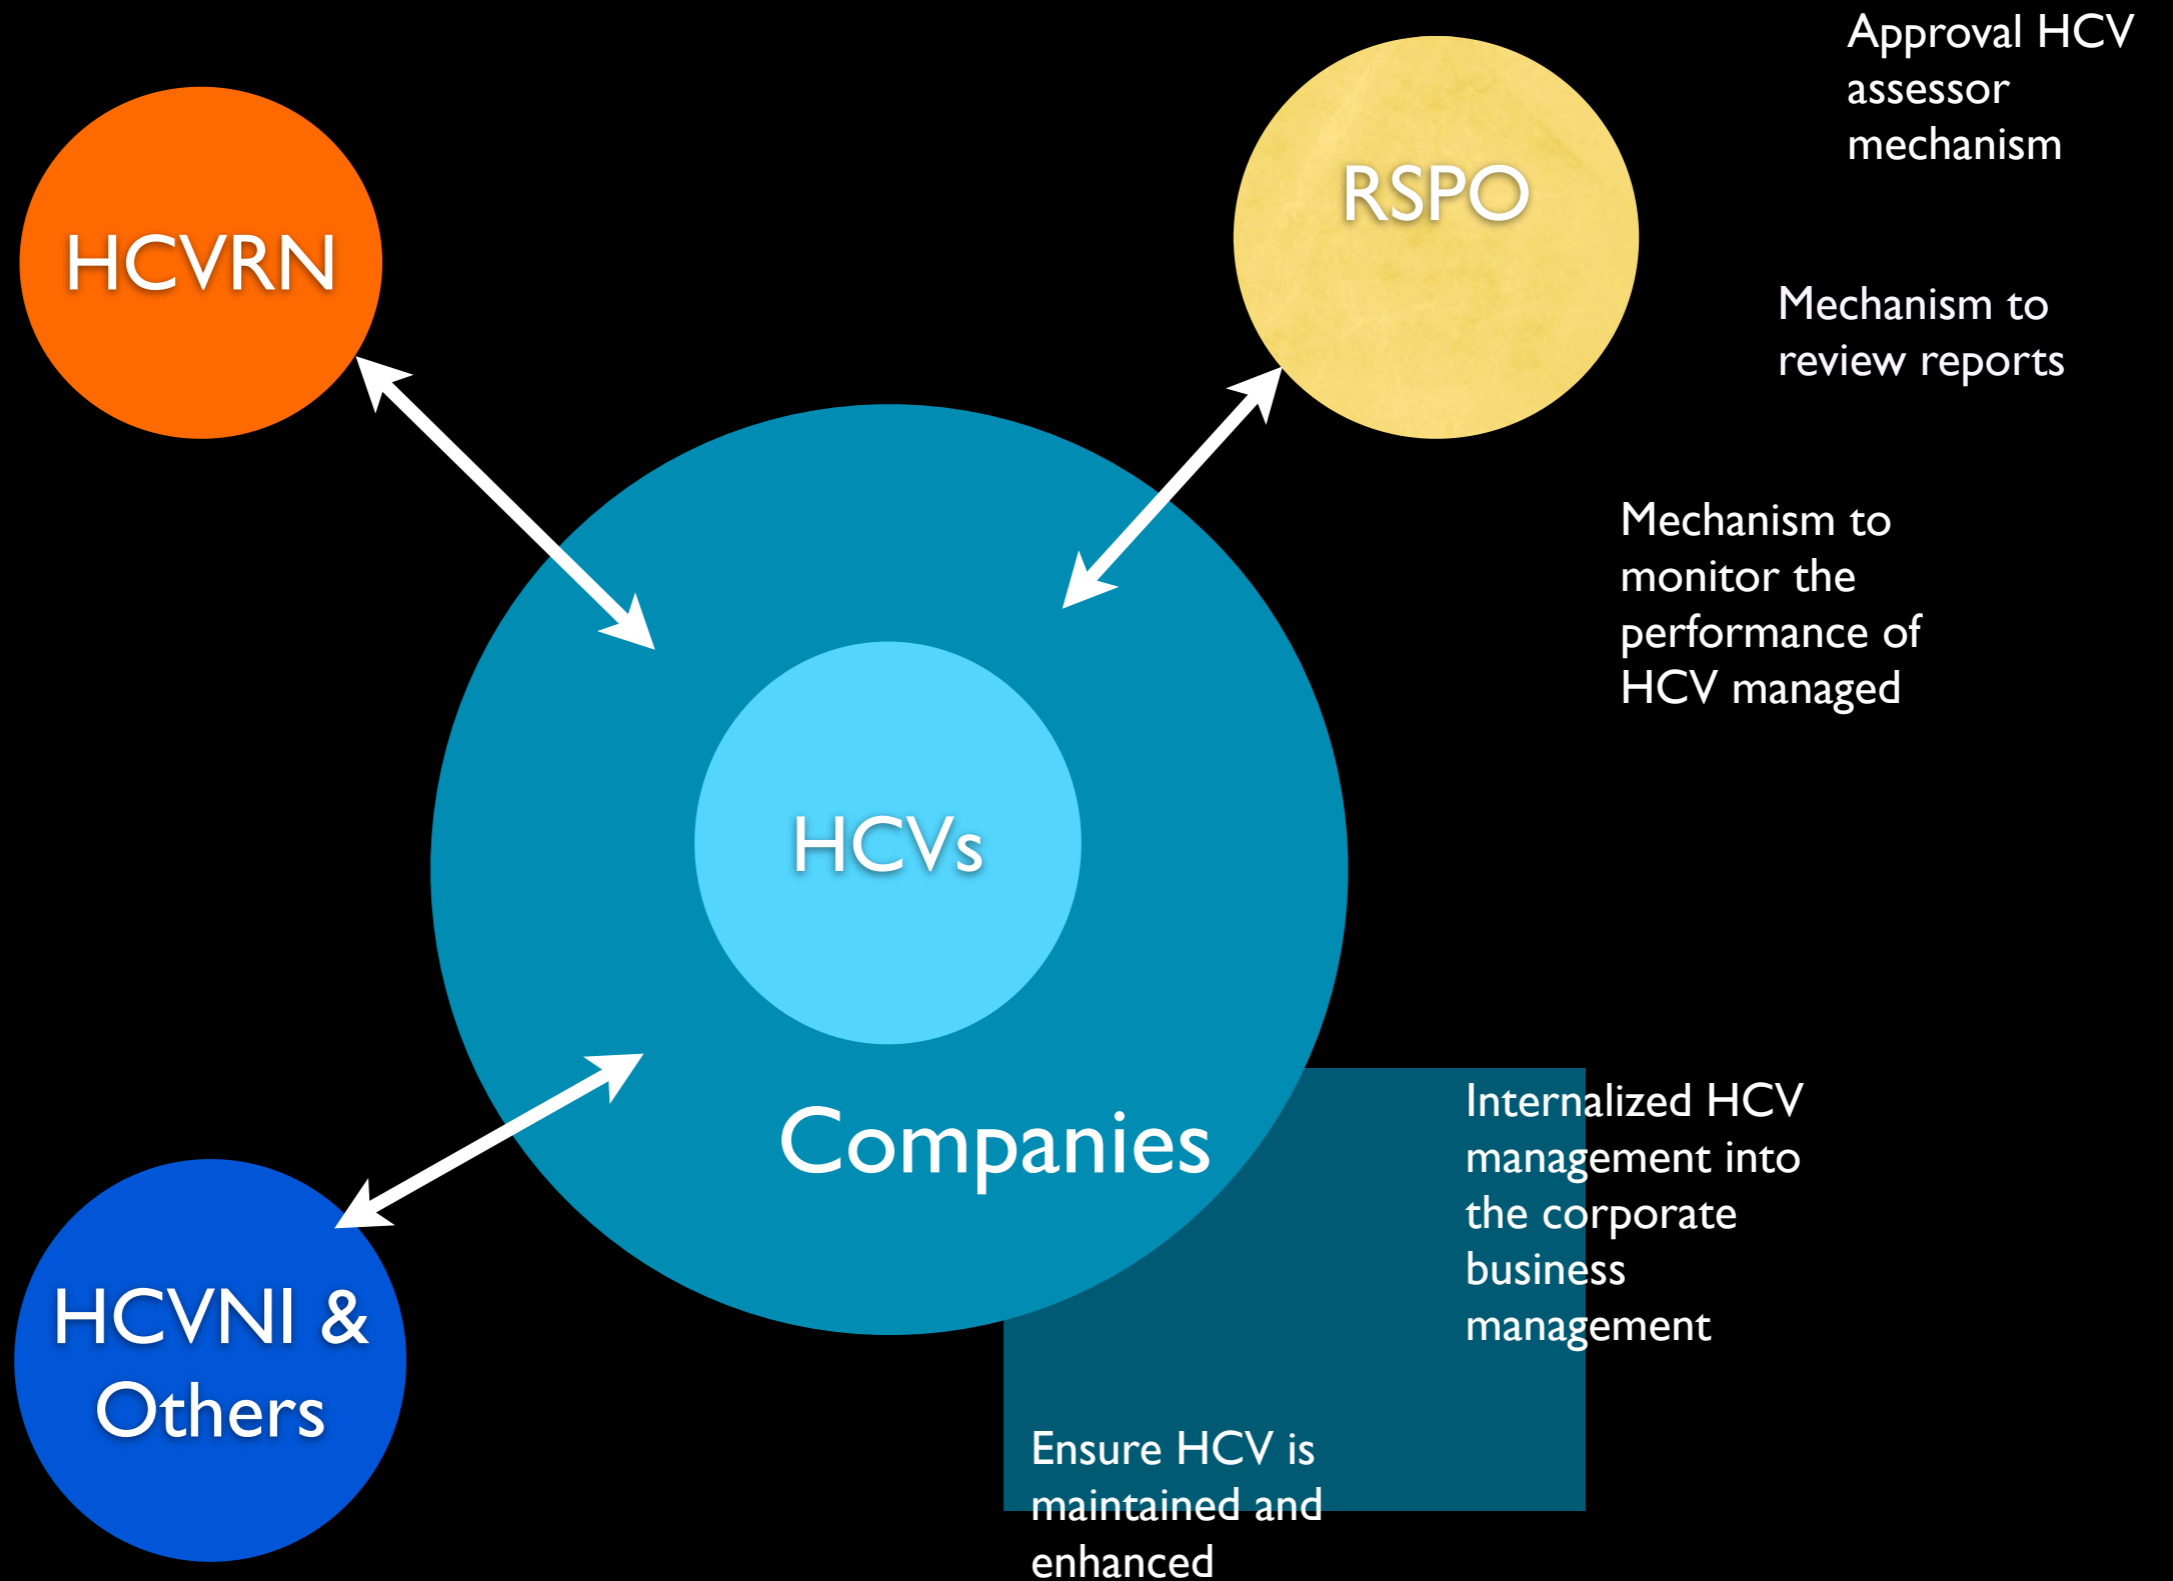 HCVRN
RSPO
Approval HCV
assessor
mechanism
Mechanism to
review reports
Mechanism to
monitor the
performance of
HCV managed
HCVs
Companies
Internalized HCV
management into
the corporate
business
management
HCVNI &
Others
Ensure HCV is
maintained and
enhanced